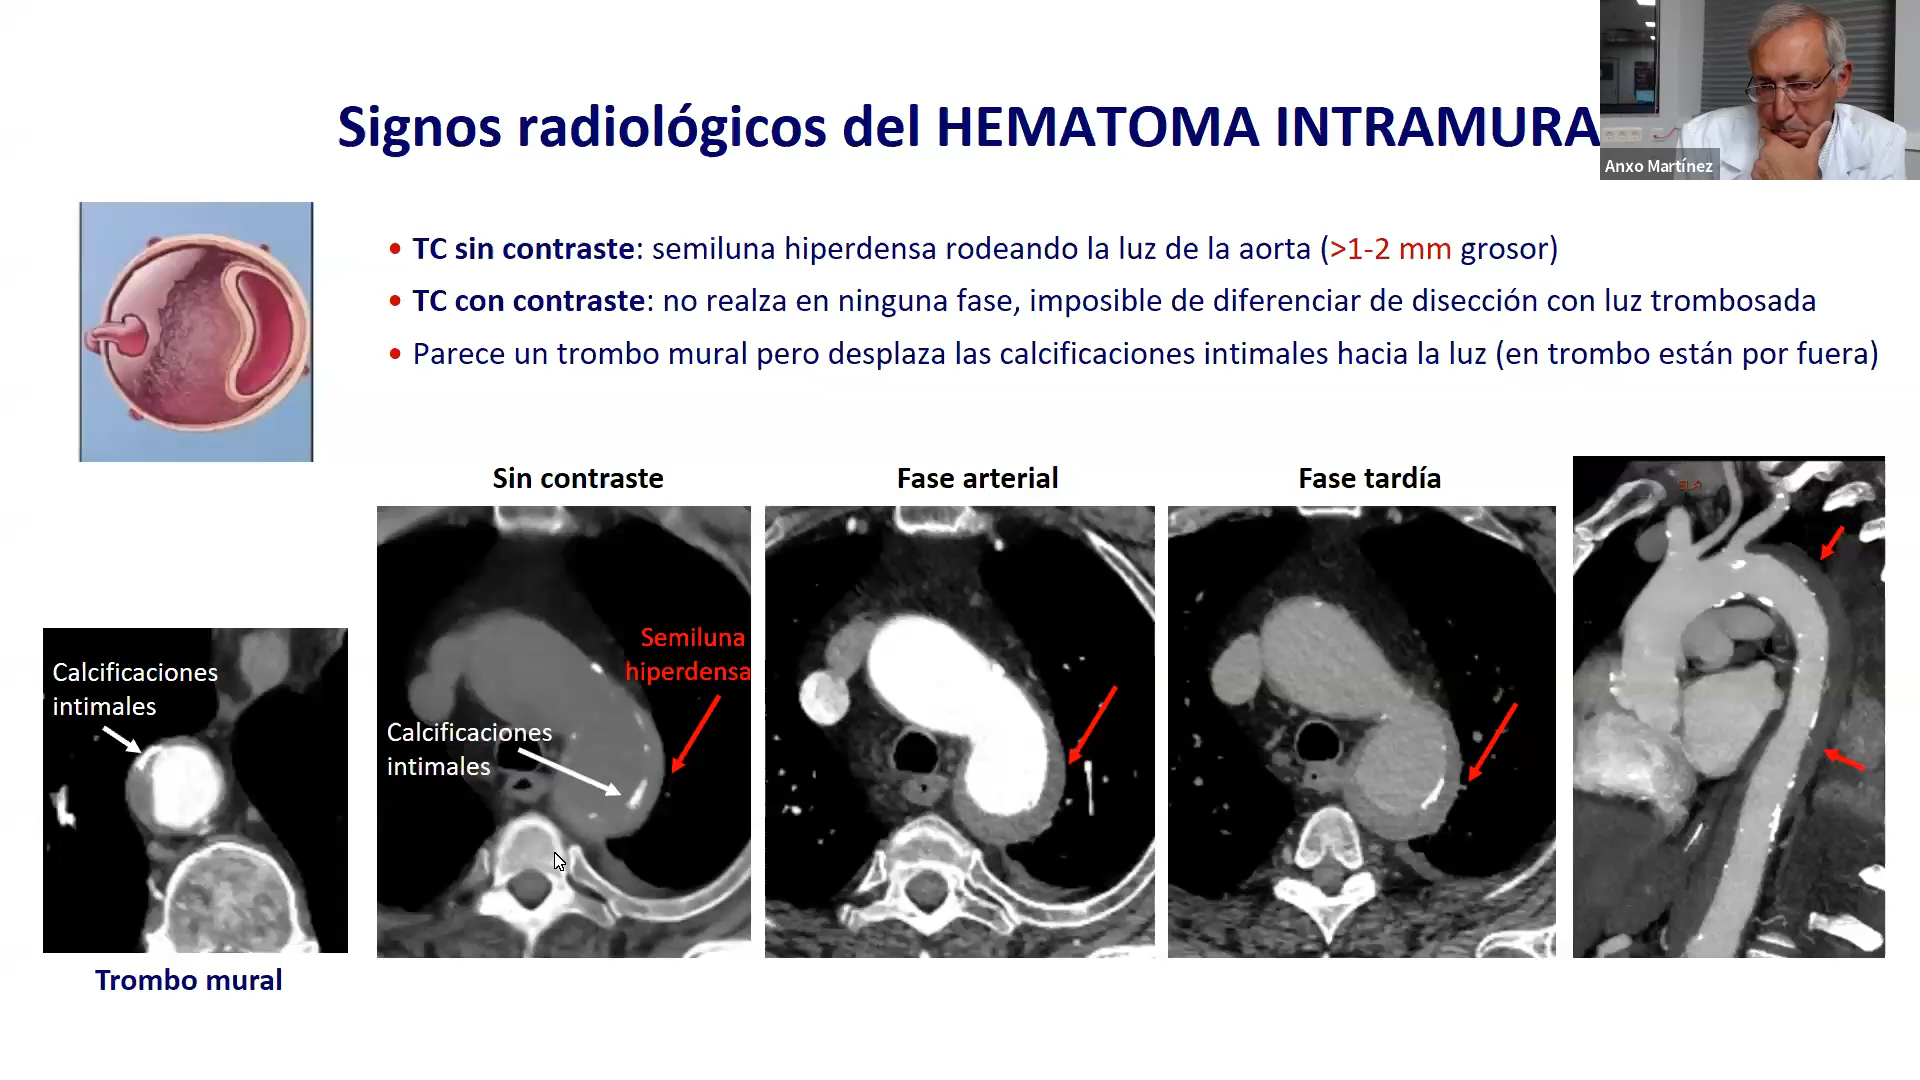 Signos radiológicos del HEMATOMA INTRAMURA
Anxo Martínez
• TC sin contraste: semiluna hiperdensa rodeando la luz de la aorta (>1-2 mm grosor)
• TC con contraste: no realza en ninguna fase, imposible de diferenciar de disección con luz trombosada
• Parece un trombo mural pero desplaza las calcificaciones intimales hacia la luz (en trombo están por fuera)
Sin contraste
Fase arterial
Fase tardía
Calcificaciones
intimales
Trombo mural
Semiluna
hiperdensa
Calcificaciones
intimales